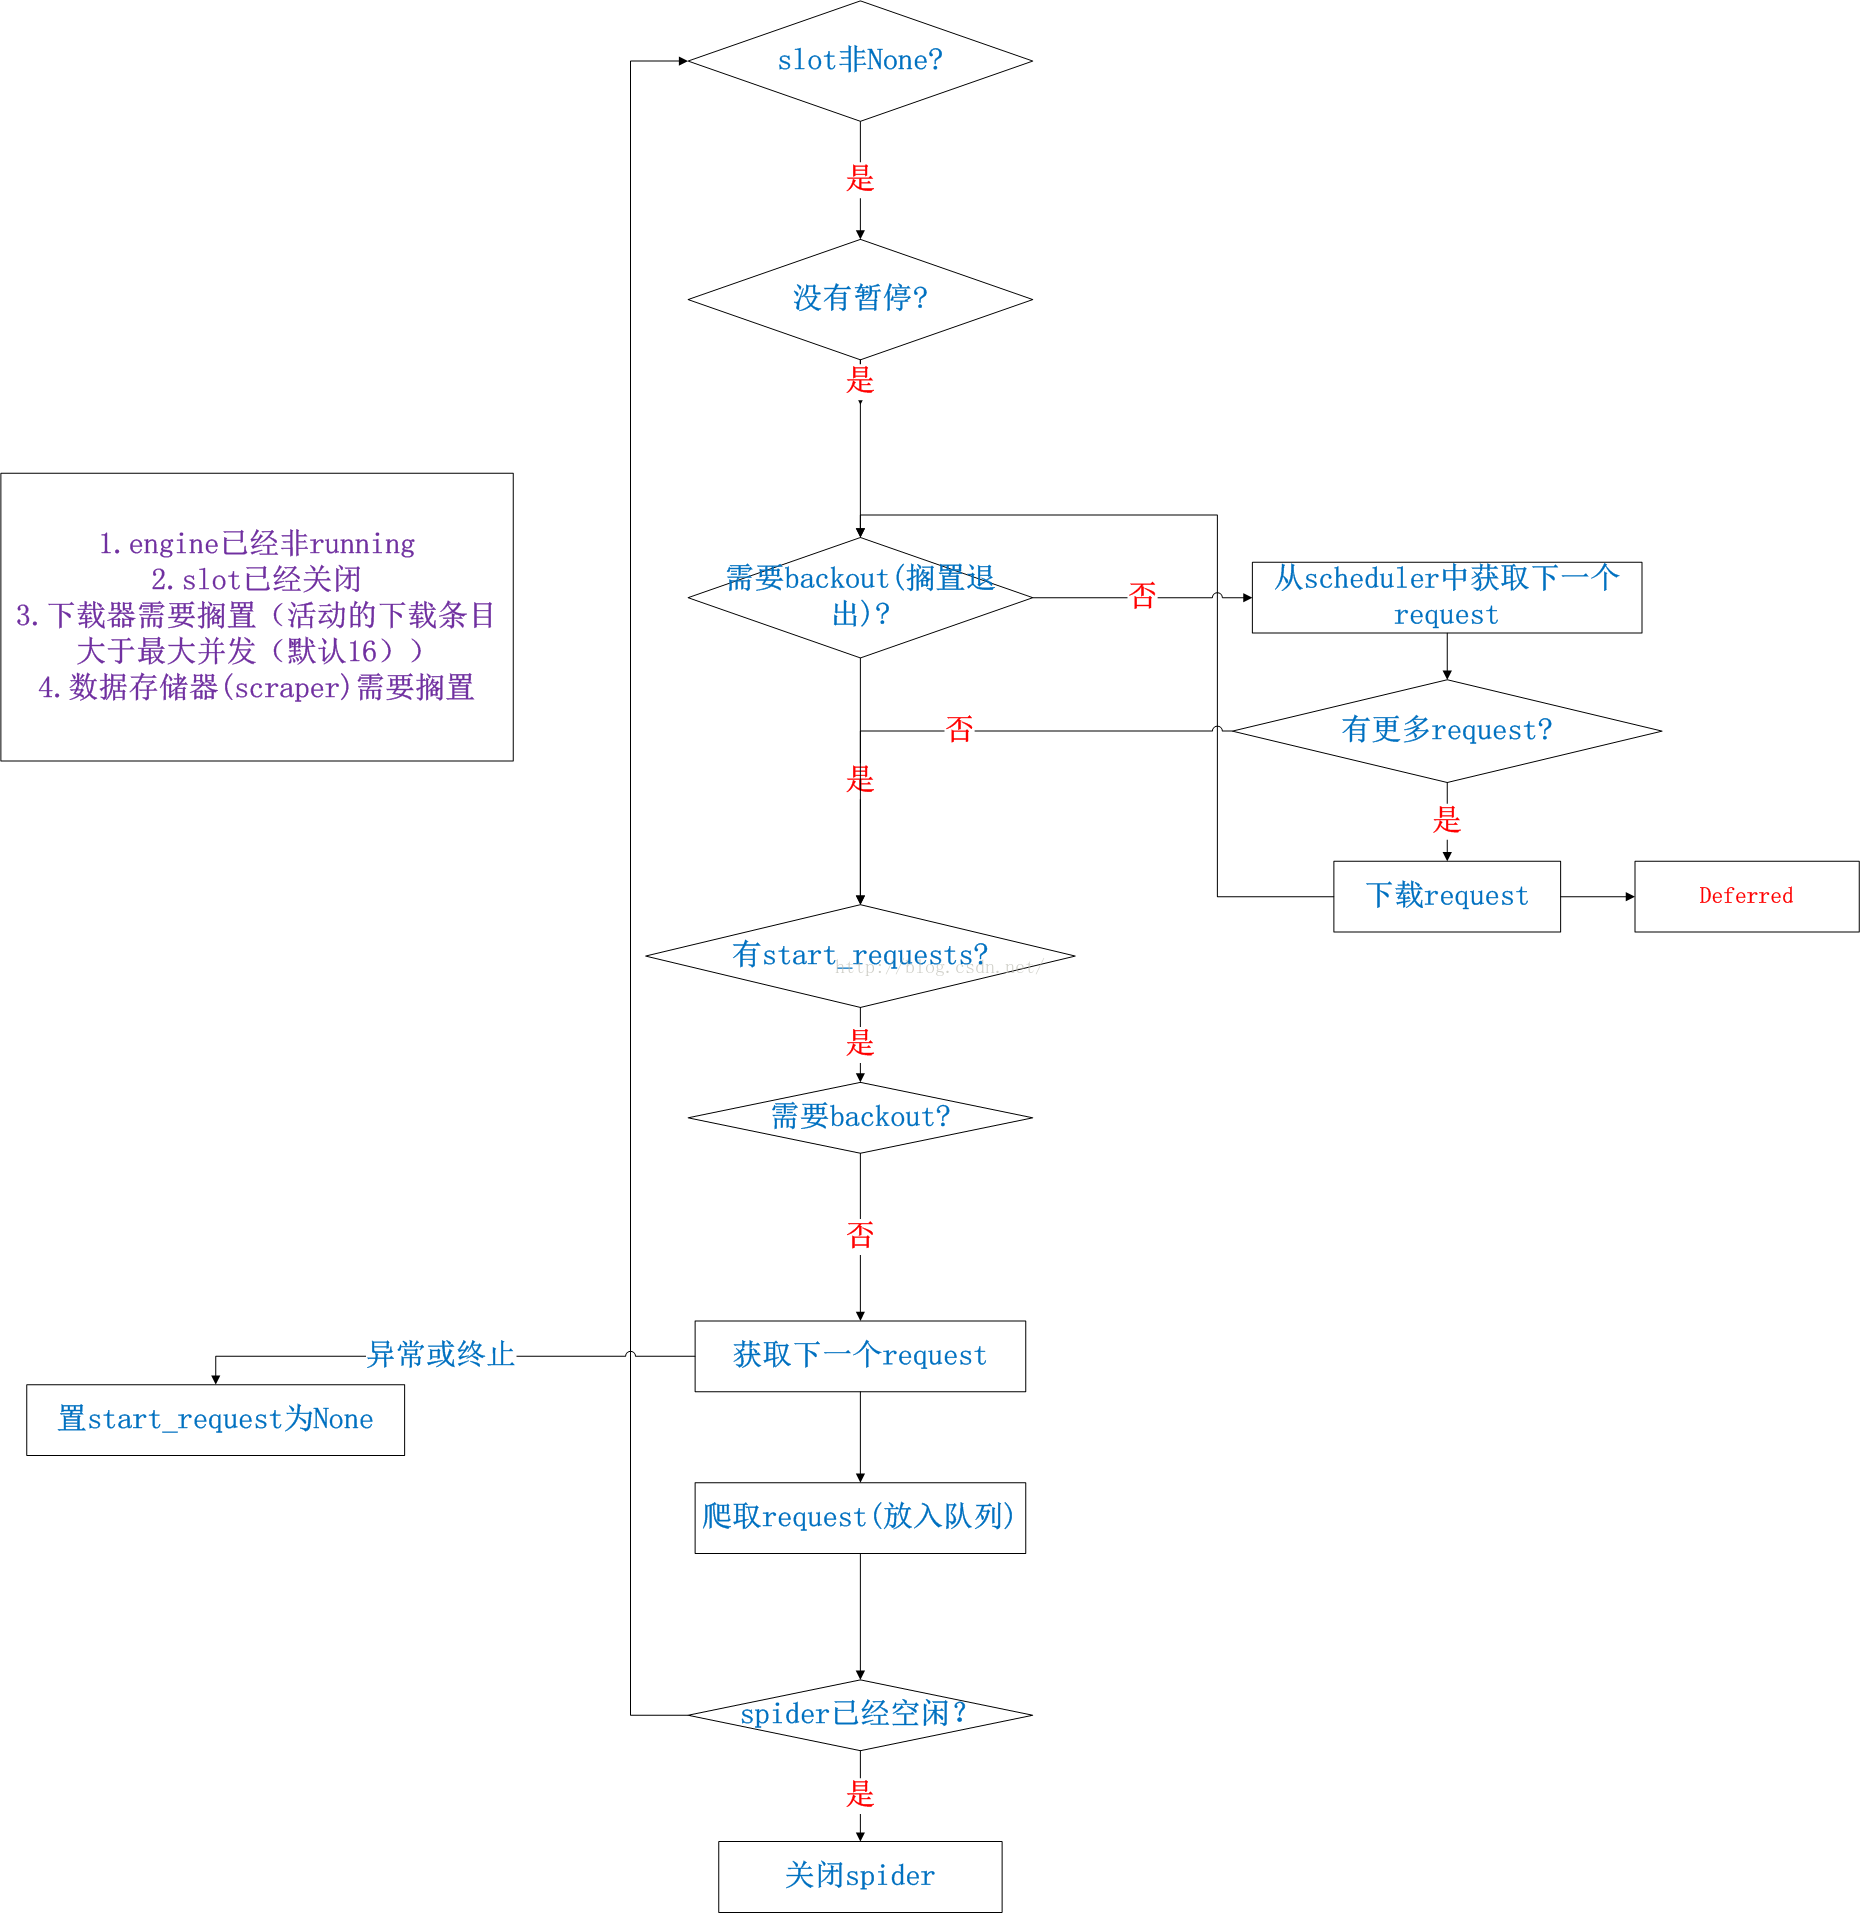 slot非None?
是
没有暂停?
是
1.engine已经非running
2.slot已经关闭
3.下载器需要搁置（活动的下载条目
大于最大并发（默认16））
4.数据存储器(scraper)需要搁置
需要backout(搁置退
出)?
否
从scheduler中获取下一个
request
有更多request?
否
是
是
下载request
Deferred
有start_requests?
http://blog.csdn.net/
是
需要backout?
否
获取下一个request
异常或终止
置start_request为None
爬取request(放入队列)
spider已经空闲？
是
关闭spider